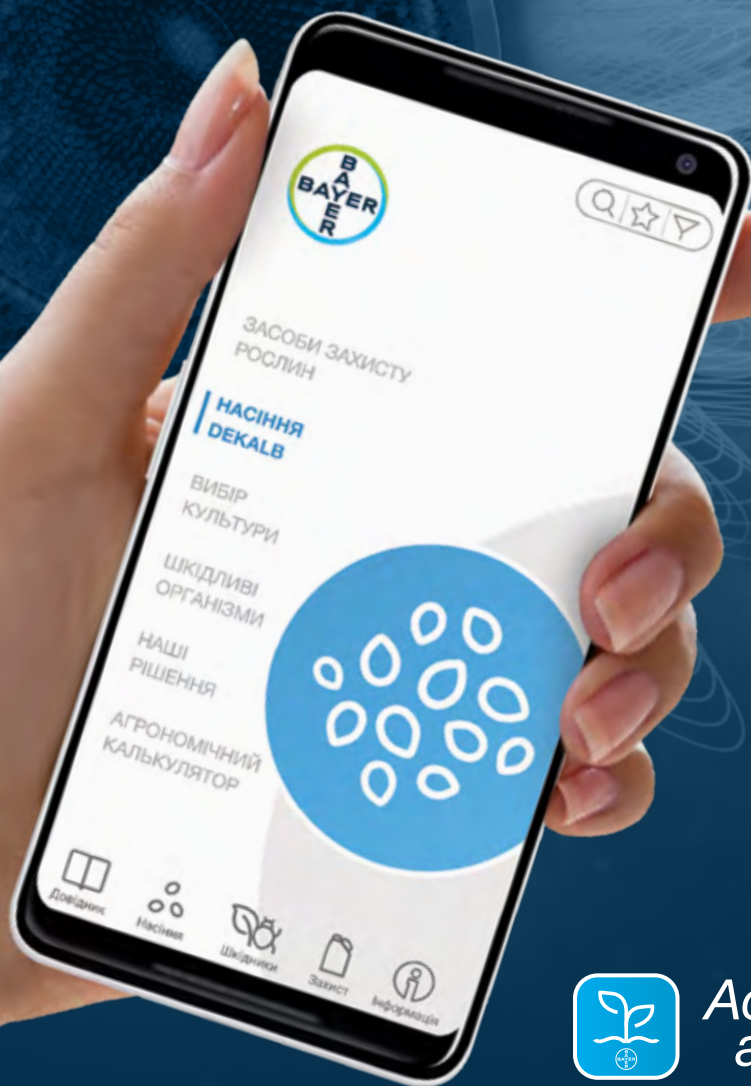 BAYER
BAYER
ЗАСОБИ ЗАХИСТУ
РОСЛИН
НАСІННЯ
DEKALB
ВИБІР
КУЛЬТУРИ
ШКІДЛИВІ
ОРГАНІЗМИ
НАШІ
РІШЕННЯ
АГРОНОМІЧНИЙ
КАЛЬКУЛЯТОР
Довідник
Насіння
Шкідники
Захист
Інформація